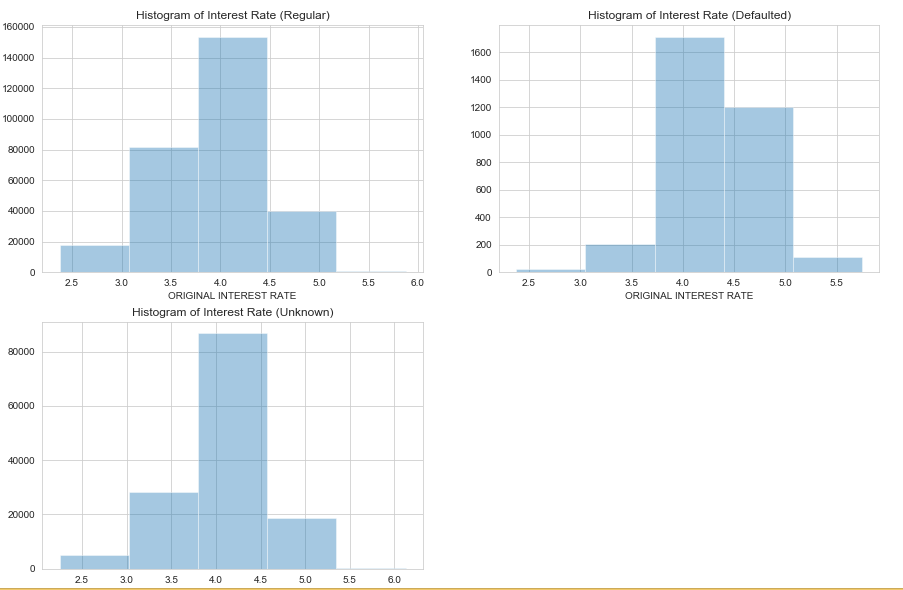 Histogram of Interest Rate (Regular)
160000
140000
120000
100000
80000
60000
40000
20000
0
2.5 3.0 3.5 4.0 4.5 5.0 5.5 6.0
ORIGINAL INTEREST RATE
Histogram of Interest Rate (Defaulted)
1600
1400
1200
1000
800
600
400
200
0
2.5 3.0 3.5 4.0 4.5 5.0 5.5
ORIGINAL INTEREST RATE
Histogram of Interest Rate (Unknown)
80000
60000
40000
20000
0
2.5 3.0 3.5 4.0 4.5 5.0 5.5 6.0